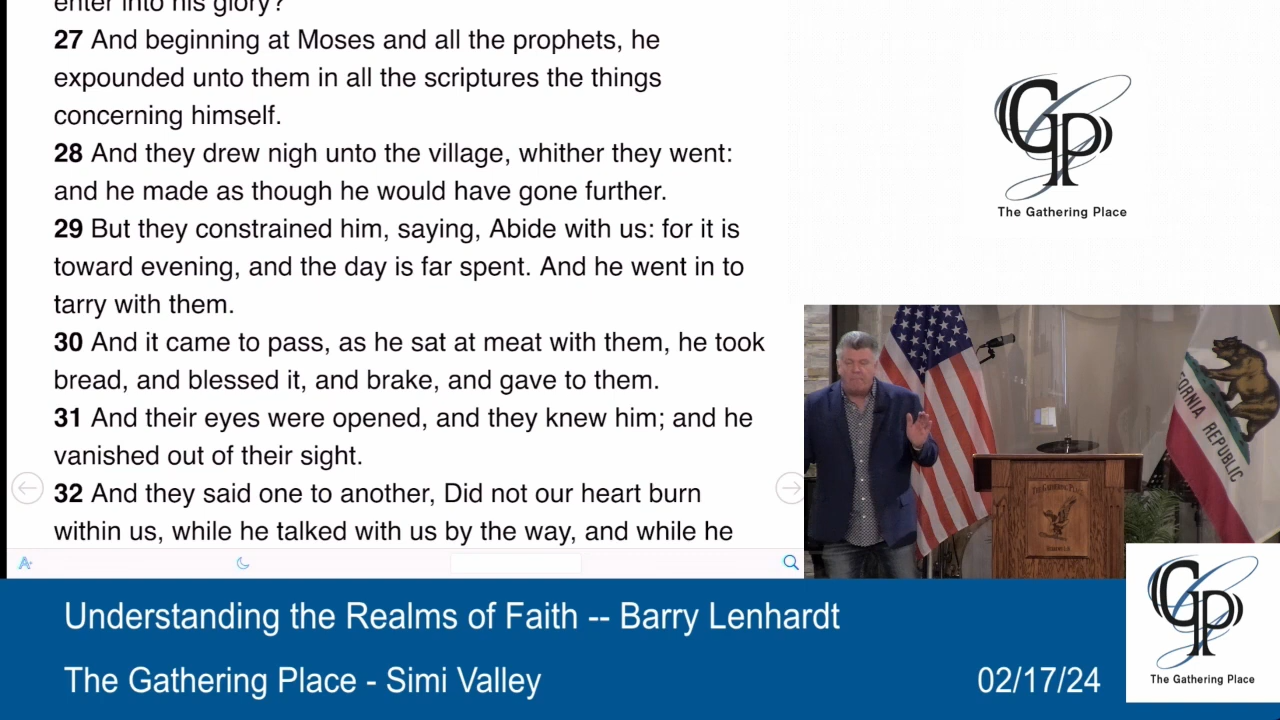 enter into his glory?
27 And beginning at Moses and all the prophets, he
expounded unto them in all the scriptures the things
concerning himself.
28 And they drew nigh unto the village, whither they went:
and he made as though he would have gone further.
29 But they constrained him, saying, Abide with us: for it is
toward evening, and the day is far spent. And he went in to
tarry with them.
30 And it came to pass, as he sat at meat with them, he took
bread, and blessed it, and brake, and gave to them.
31 And their eyes were opened, and they knew him; and he
vanished out of their sight.
32 And they said one to another, Did not our heart burn
within us, while he talked with us by the way, and while he
GP
The Gathering Place
FORNIA REPUBLIC
Understanding the Realms of Faith -- Barry Lenhardt
The Gathering Place - Simi Valley
02/17/24
GP
The Gathering Place